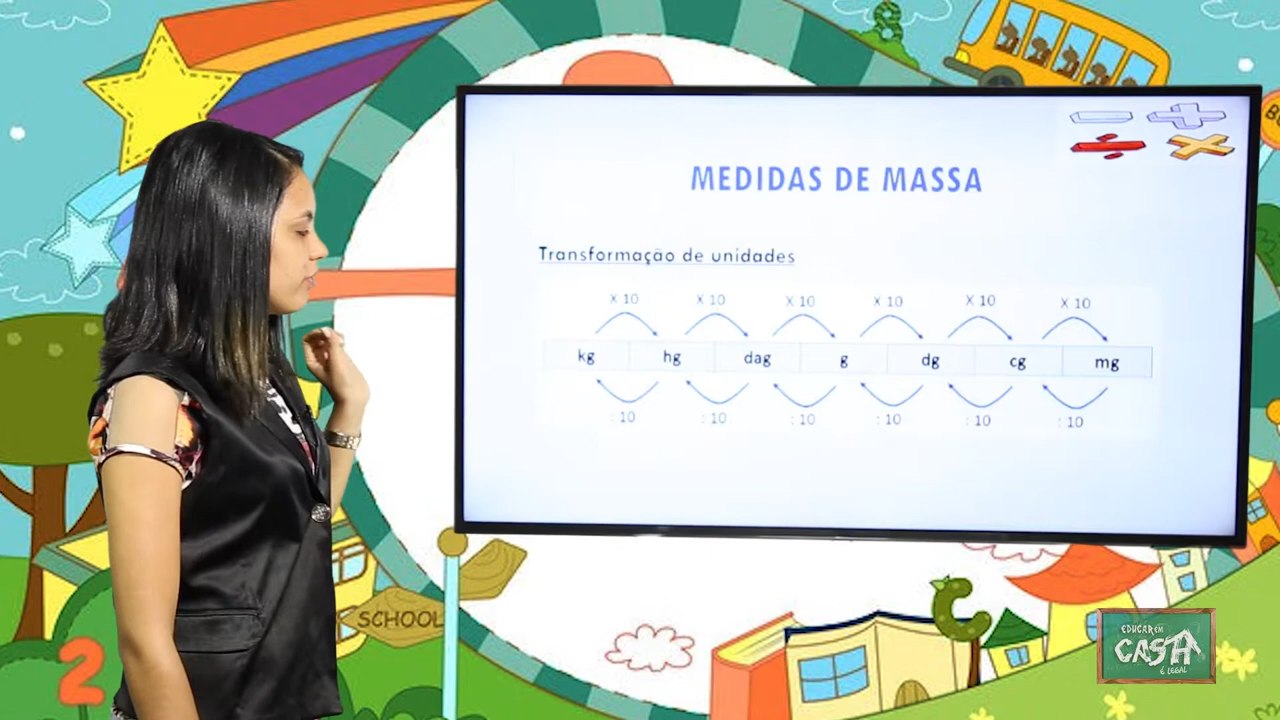 MEDIDAS DE MASSA
Transformação de unidades
X 10 X 10 X 10 X 10 X 10 X 10
kg hg dag g dg cg mg
: 10 : 10 : 10 : 10 : 10 : 10
SCHOOL
2
EDUCAR EM
CASA
É LEGAL